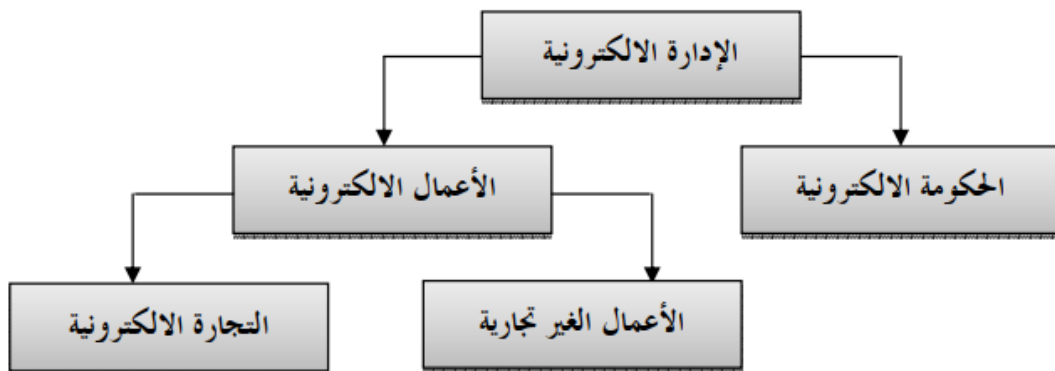 الإدارة الالكترونية
الحكومة الالكترونية
الأعمال الالكترونية
الأعمال الغير تجارية
التجارة الالكترونية